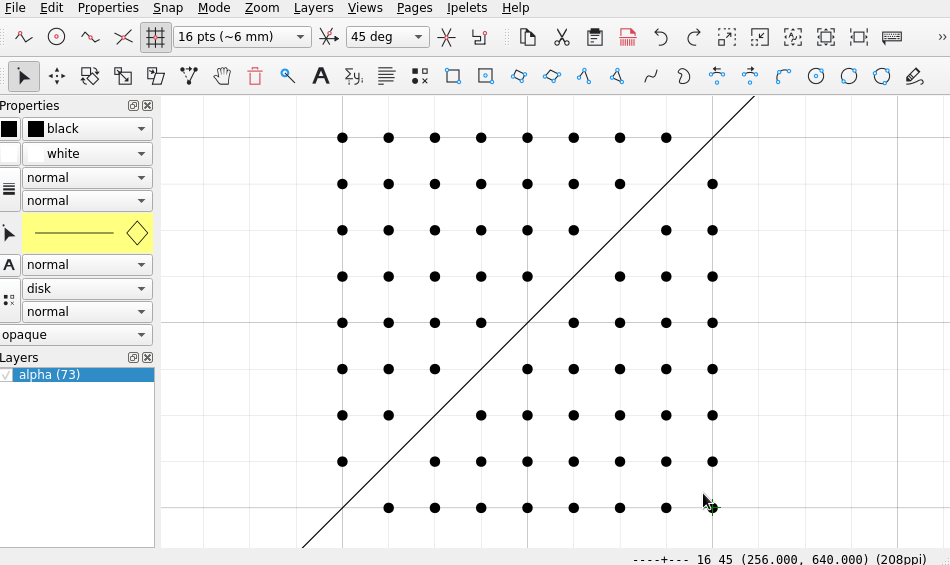 File Edit Properties Snap Mode Zoom Layers Views Pages Ipelets Help
16 pts (~6 mm) 45 deg »
A Σyi
Properties
black
white
normal
normal
A normal
disk
normal
opaque
Layers
√ alpha (73)
----+--- 16 45 (256.000, 640.000) (208ppi)